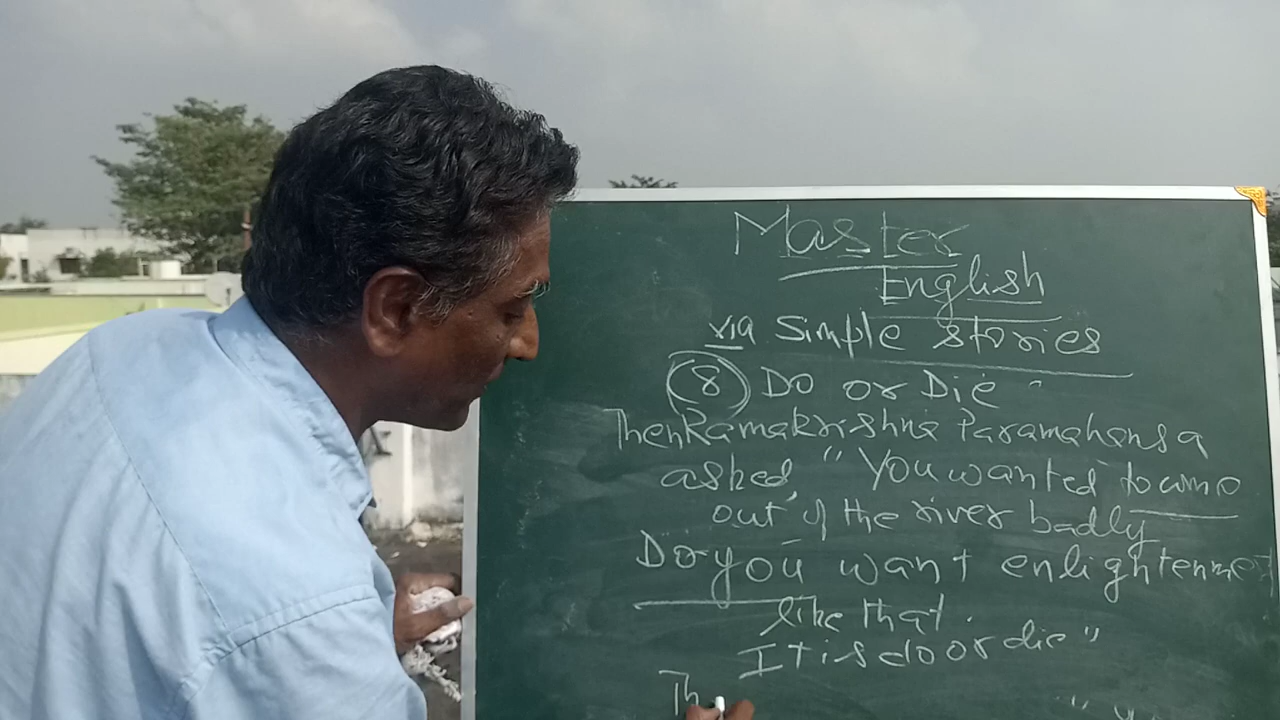 Master
English
via Simple stories
(8) Do or Die "
Then Ramakrishna Paramahansa
asked "You wanted to come
out of the river badly
Do you want enlightenment
like that.
It is do or die"
Th